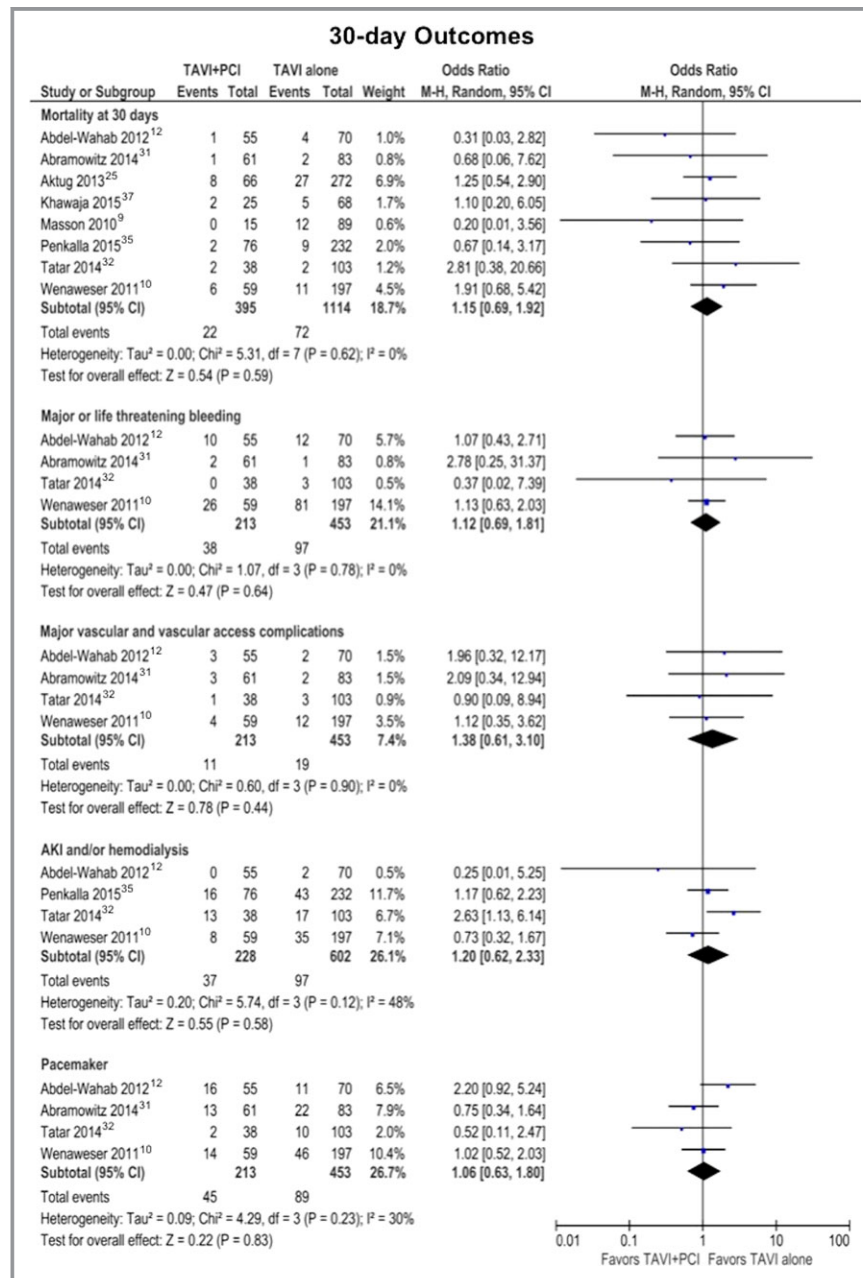 30-day Outcomes
TAVI+PCI TAVI alone Odds Ratio Odds Ratio
Study or Subgroup Events Total Events Total Weight M-H, Random, 95% CI M-H, Random, 95% CI
Mortality at 30 days
Abdel-Wahab 2012¹² 1 55 4 70 1.0% 0.31 [0.03, 2.82]
Abramowitz 2014³¹ 1 61 2 83 0.8% 0.68 [0.06, 7.62]
Aktug 2013²⁵ 8 66 27 272 6.9% 1.25 [0.54, 2.90]
Khawaja 2015³⁷ 2 25 5 68 1.7% 1.10 [0.20, 6.05]
Masson 2010⁹ 0 15 12 89 0.6% 0.20 [0.01, 3.56]
Penkalla 2015³⁵ 2 76 9 232 2.0% 0.67 [0.14, 3.17]
Tatar 2014³² 2 38 2 103 1.2% 2.81 [0.38, 20.66]
Wenaweser 2011¹⁰ 6 59 11 197 4.5% 1.91 [0.68, 5.42]
Subtotal (95% CI) 395 1114 18.7% 1.15 [0.69, 1.92]
Total events 22 72
Heterogeneity: Tau² = 0.00; Chi² = 5.31, df = 7 (P = 0.62); I² = 0%
Test for overall effect: Z = 0.54 (P = 0.59)
Major or life threatening bleeding
Abdel-Wahab 2012¹² 10 55 12 70 5.7% 1.07 [0.43, 2.71]
Abramowitz 2014³¹ 2 61 1 83 0.8% 2.78 [0.25, 31.37]
Tatar 2014³² 0 38 3 103 0.5% 0.37 [0.02, 7.39]
Wenaweser 2011¹⁰ 26 59 81 197 14.1% 1.13 [0.63, 2.03]
Subtotal (95% CI) 213 453 21.1% 1.12 [0.69, 1.81]
Total events 38 97
Heterogeneity: Tau² = 0.00; Chi² = 1.07, df = 3 (P = 0.78); I² = 0%
Test for overall effect: Z = 0.47 (P = 0.64)
Major vascular and vascular access complications
Abdel-Wahab 2012¹² 3 55 2 70 1.5% 1.96 [0.32, 12.17]
Abramowitz 2014³¹ 3 61 2 83 1.5% 2.09 [0.34, 12.94]
Tatar 2014³² 1 38 3 103 0.9% 0.90 [0.09, 8.94]
Wenaweser 2011¹⁰ 4 59 12 197 3.5% 1.12 [0.35, 3.62]
Subtotal (95% CI) 213 453 7.4% 1.38 [0.61, 3.10]
Total events 11 19
Heterogeneity: Tau² = 0.00; Chi² = 0.60, df = 3 (P = 0.90); I² = 0%
Test for overall effect: Z = 0.78 (P = 0.44)
AKI and/or hemodialysis
Abdel-Wahab 2012¹² 0 55 2 70 0.5% 0.25 [0.01, 5.25]
Penkalla 2015³⁵ 16 76 43 232 11.7% 1.17 [0.62, 2.23]
Tatar 2014³² 13 38 17 103 6.7% 2.63 [1.13, 6.14]
Wenaweser 2011¹⁰ 8 59 35 197 7.1% 0.73 [0.32, 1.67]
Subtotal (95% CI) 228 602 26.1% 1.20 [0.62, 2.33]
Total events 37 97
Heterogeneity: Tau² = 0.20; Chi² = 5.74, df = 3 (P = 0.12); I² = 48%
Test for overall effect: Z = 0.55 (P = 0.58)
Pacemaker
Abdel-Wahab 2012¹² 16 55 11 70 6.5% 2.20 [0.92, 5.24]
Abramowitz 2014³¹ 13 61 22 83 7.9% 0.75 [0.34, 1.64]
Tatar 2014³² 2 38 10 103 2.0% 0.52 [0.11, 2.47]
Wenaweser 2011¹⁰ 14 59 46 197 10.4% 1.02 [0.52, 2.03]
Subtotal (95% CI) 213 453 26.7% 1.06 [0.63, 1.80]
Total events 45 89
Heterogeneity: Tau² = 0.09; Chi² = 4.29, df = 3 (P = 0.23); I² = 30%
Test for overall effect: Z = 0.22 (P = 0.83)
0.01 0.1 1 10 100
Favors TAVI+PCI Favors TAVI alone